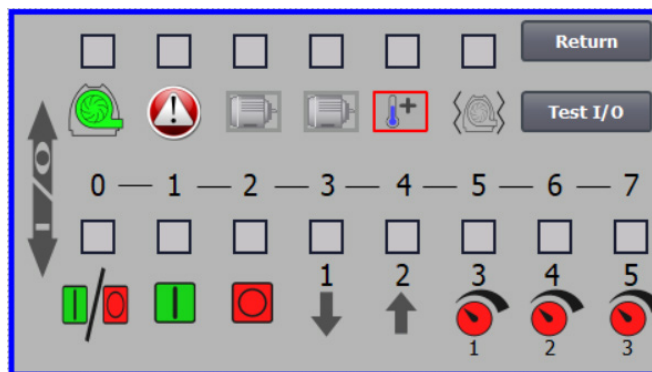 Return
Test I/O
I/O
0 — 1 — 2 — 3 — 4 — 5 — 6 — 7
1 2 3 4 5
1 2 3